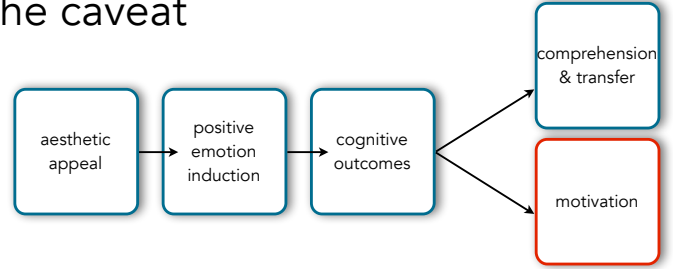 he caveat
comprehension
& transfer
aesthetic
appeal
positive
emotion
induction
cognitive
outcomes
motivation